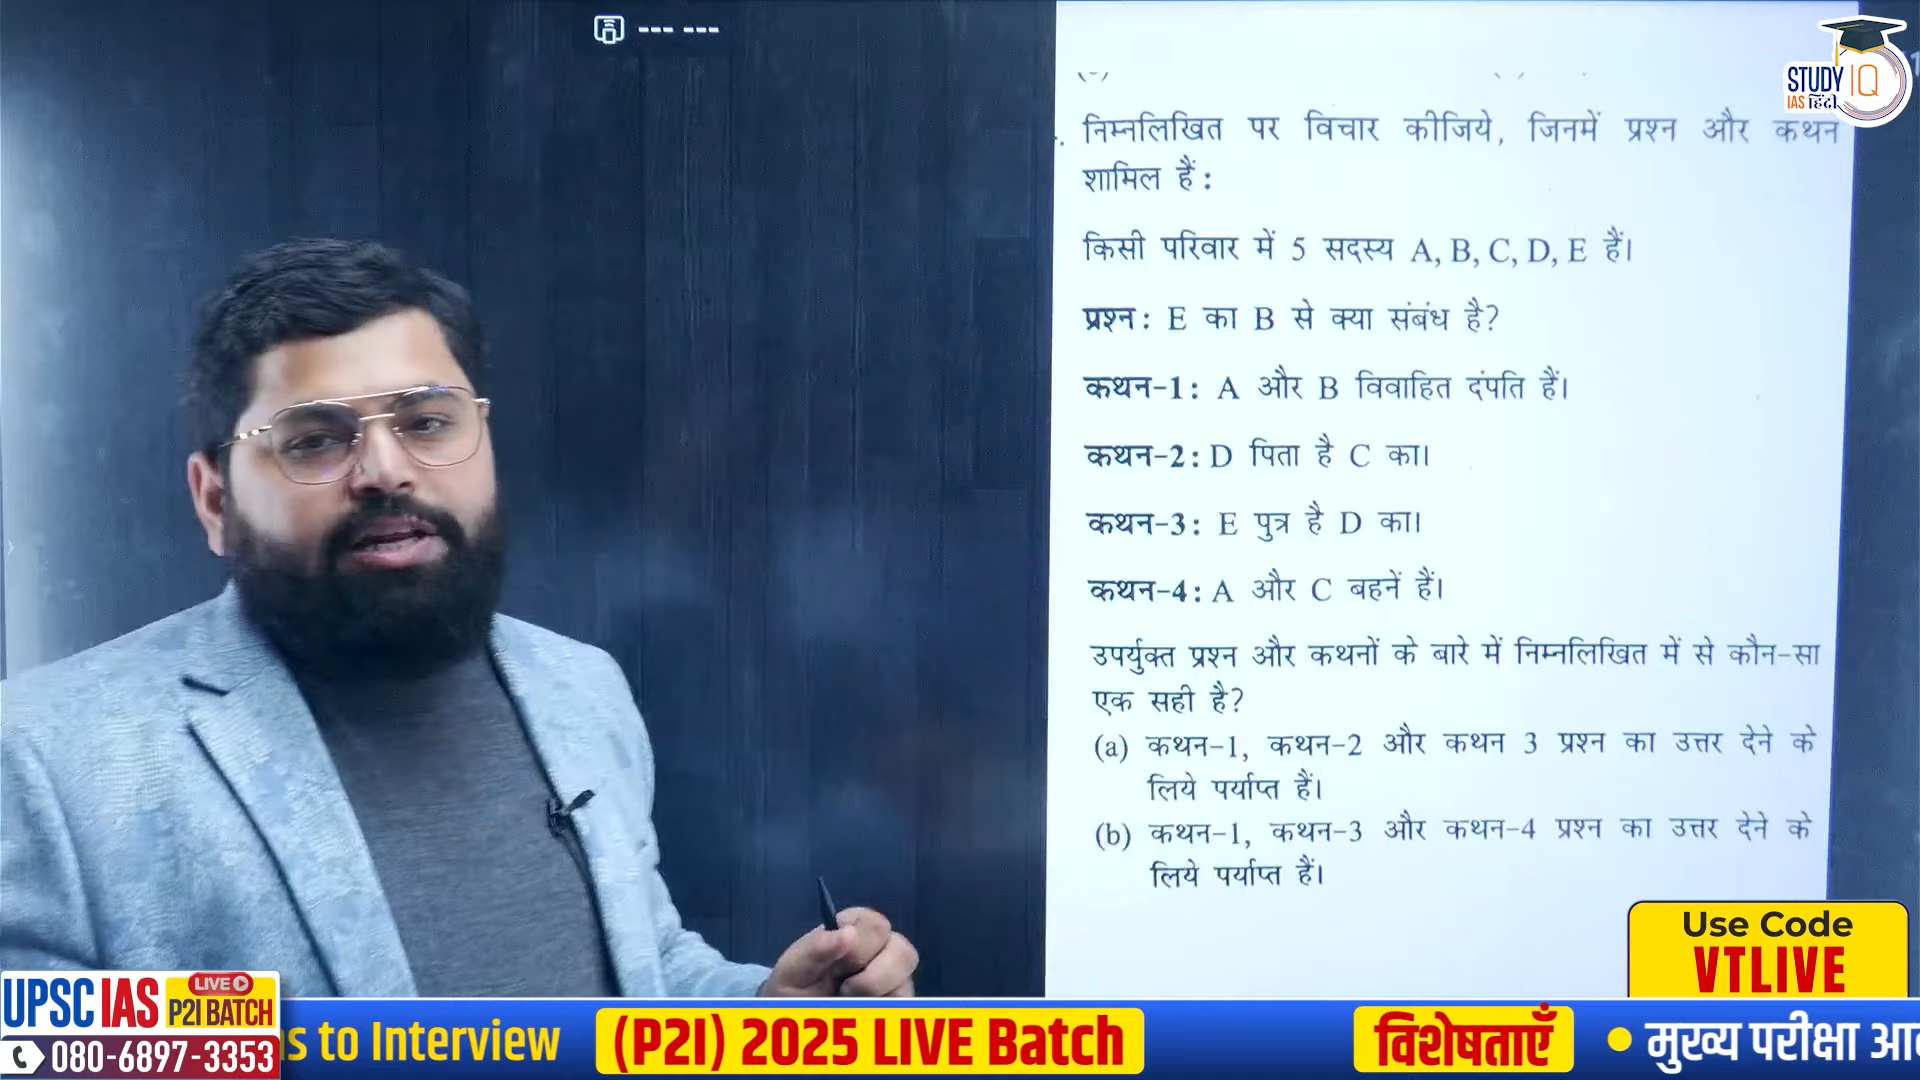 --- ---
STUDY IQ
IAS हिंदी
निम्नलिखित पर विचार कीजिये, जिनमें प्रश्न और कथन
शामिल हैं :
किसी परिवार में 5 सदस्य A, B, C, D, E हैं।
प्रश्न : E का B से क्या संबंध है?
कथन-1 : A और B विवाहित दंपति हैं।
कथन-2 : D पिता है C का।
कथन-3 : E पुत्र है D का।
कथन-4 : A और C बहनें हैं।
उपर्युक्त प्रश्न और कथनों के बारे में निम्नलिखित में से कौन-सा
एक सही है?
(a) कथन-1, कथन-2 और कथन 3 प्रश्न का उत्तर देने के
लिये पर्याप्त हैं।
(b) कथन-1, कथन-3 और कथन-4 प्रश्न का उत्तर देने के
लिये पर्याप्त हैं।
Use Code
VTLIVE
UPSC IAS LIVE P2I BATCH
080-6897-3353
to Interview (P2I) 2025 LIVE Batch विशेषताएँ • मुख्य परीक्षा